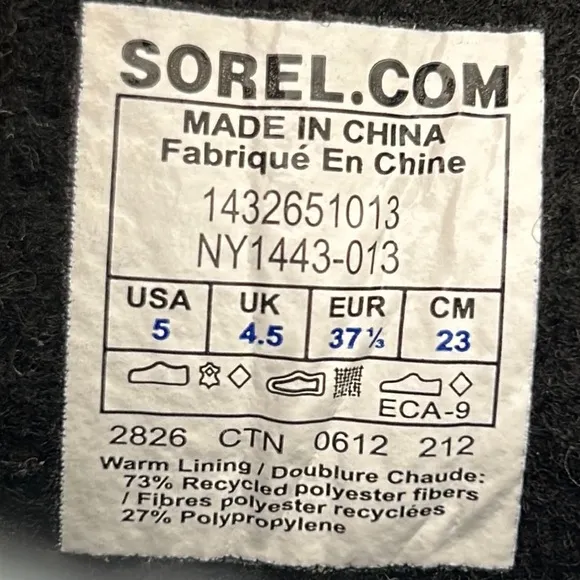 SOREL.COM
MADE IN CHINA
Fabriqué En Chine
1432651013
NY1443-013
USA UK EUR CM
5 4.5 37⅓ 23
ECA-9
2826 CTN 0612 212
Warm Lining / Doublure Chaude:
73% Recycled polyester fibers
/ Fibres polyester recyclées
27% Polypropylene